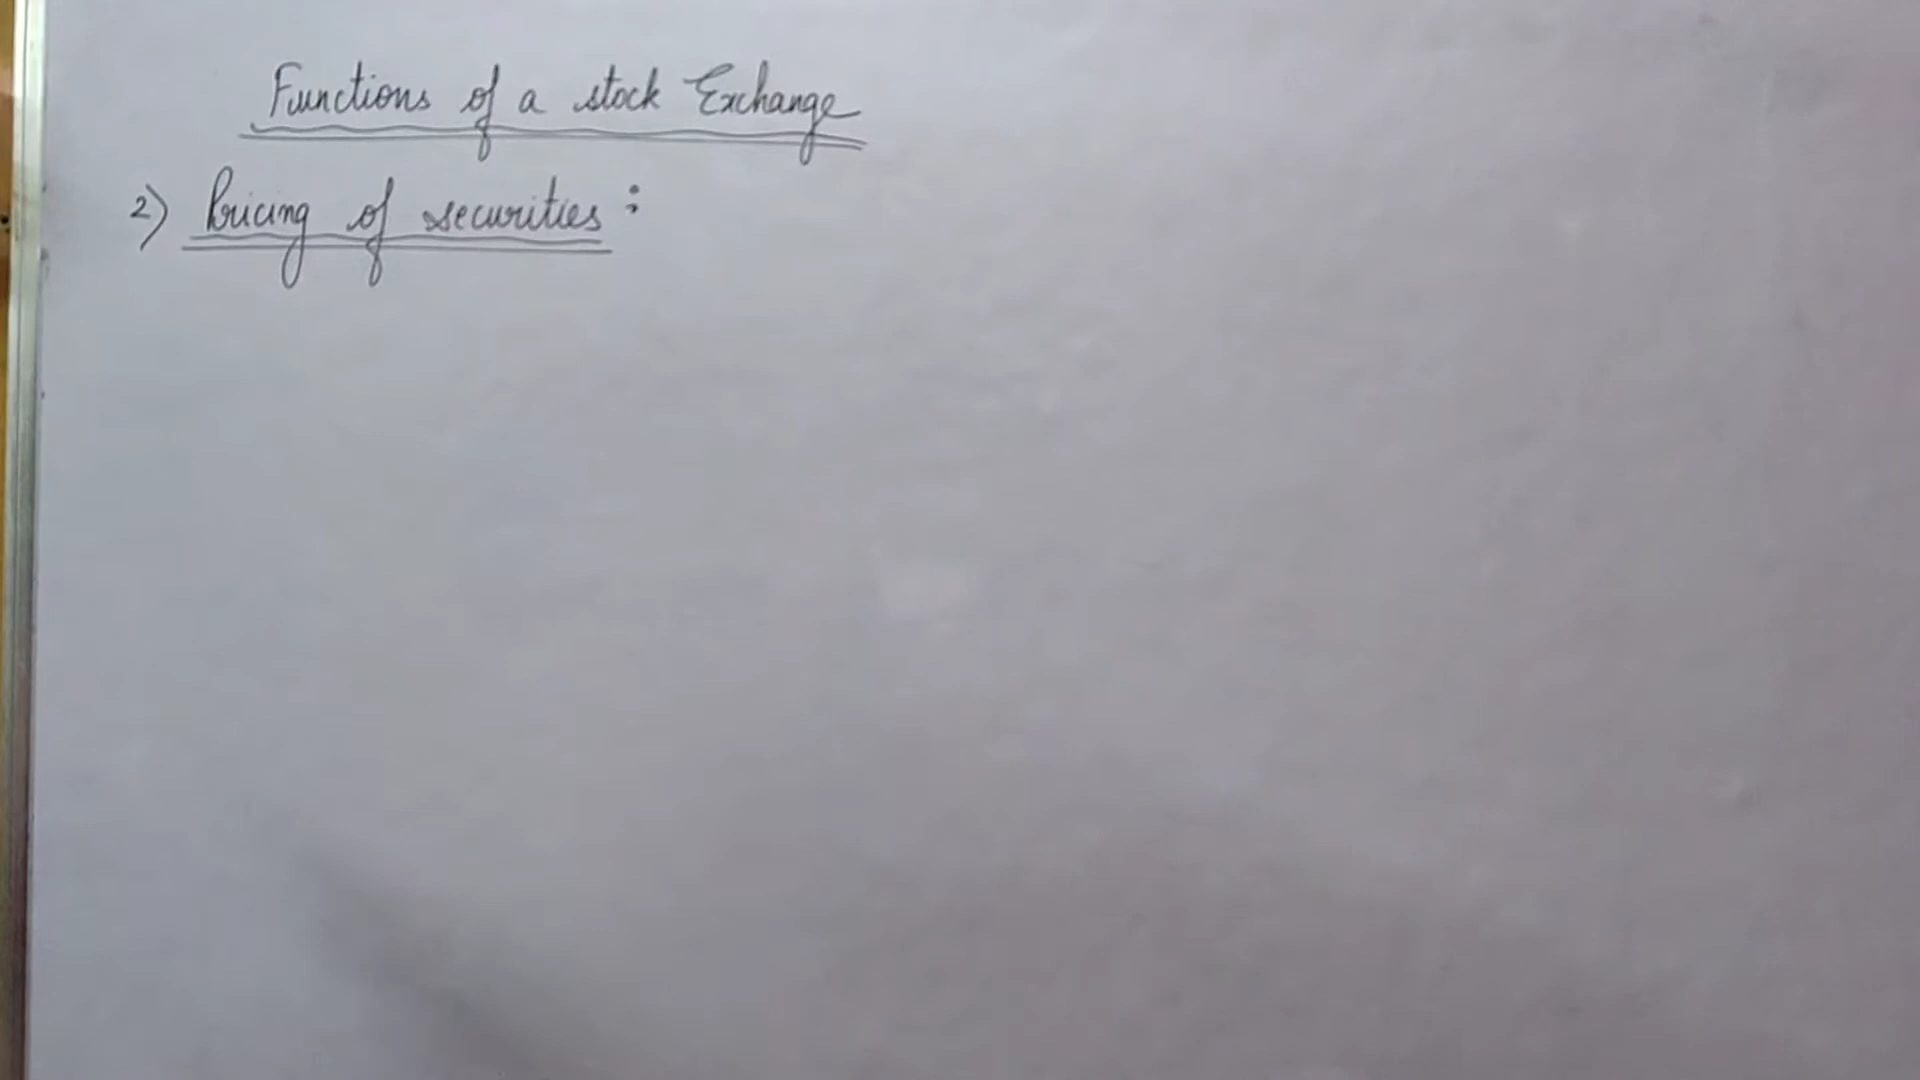 Functions of a stock Exchange
2) Pricing of securities :